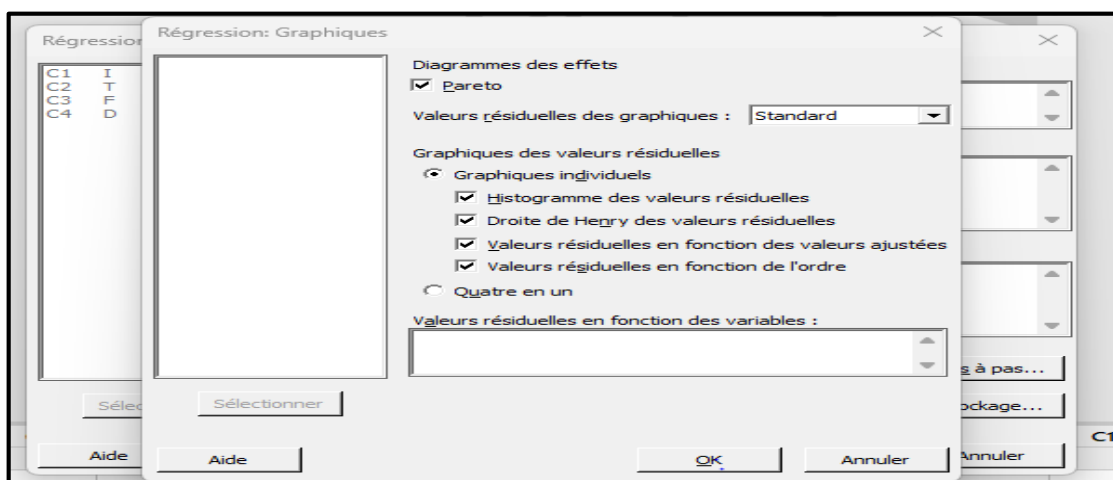 Régression
Régression: Graphiques
C1 I
C2 T
C3 F
C4 D
Diagrammes des effets
Pareto
Valeurs résiduelles des graphiques : Standard
Graphiques des valeurs résiduelles
Graphiques individuels
Histogramme des valeurs résiduelles
Droite de Henry des valeurs résiduelles
Valeurs résiduelles en fonction des valeurs ajustées
Valeurs résiduelles en fonction de l'ordre
Quatre en un
Valeurs résiduelles en fonction des variables :
s à pas...
Sélec
Sélectionner
ockage...
C1
Aide
Aide
OK
Annuler
Annuler